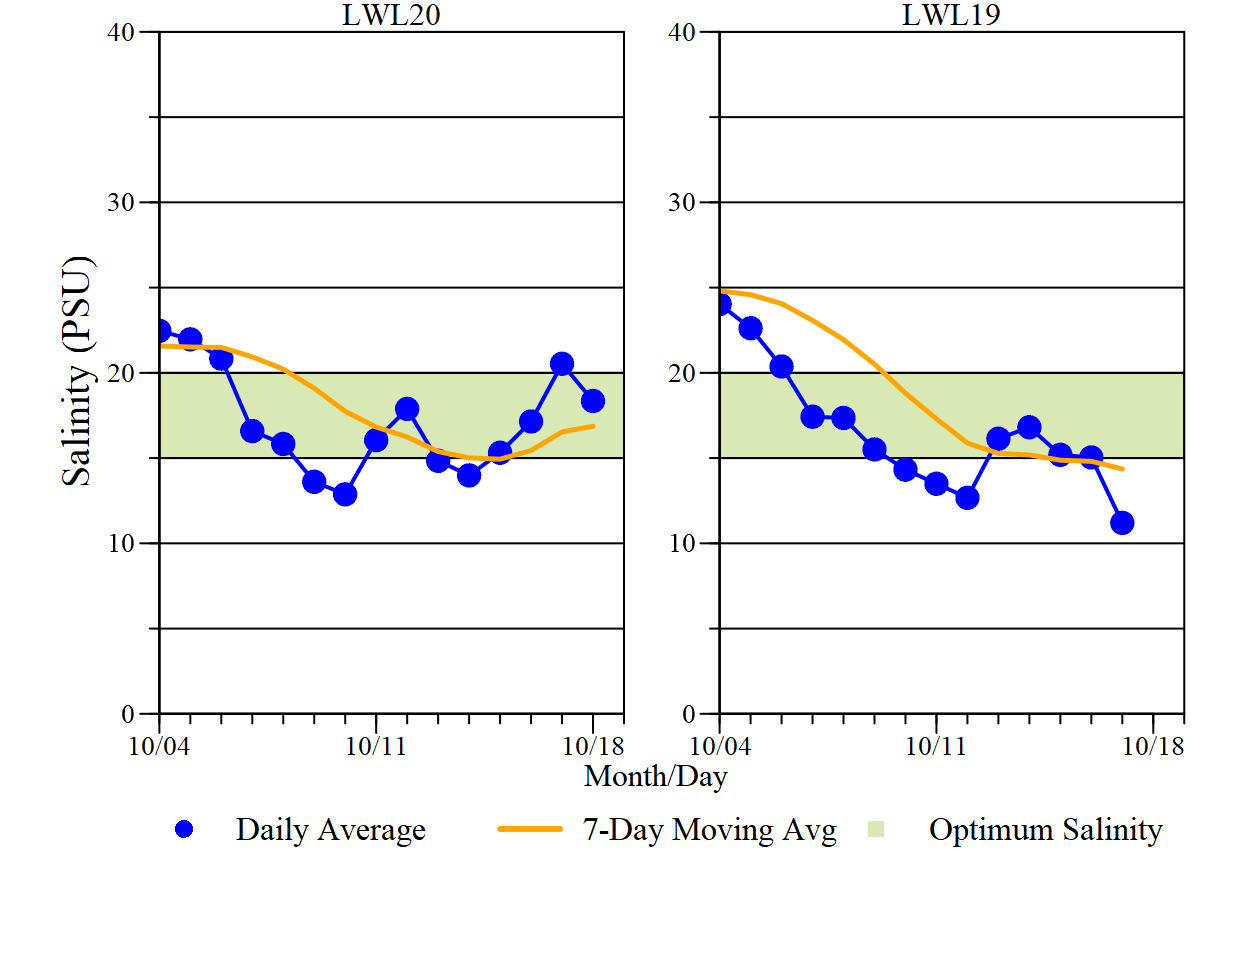 LWL20
LWL19
40
30
20
10
0
40
30
20
10
0
Salinity (PSU)
10/04
10/11
10/18
10/04
10/11
10/18
Month/Day
Daily Average
7-Day Moving Avg
Optimum Salinity